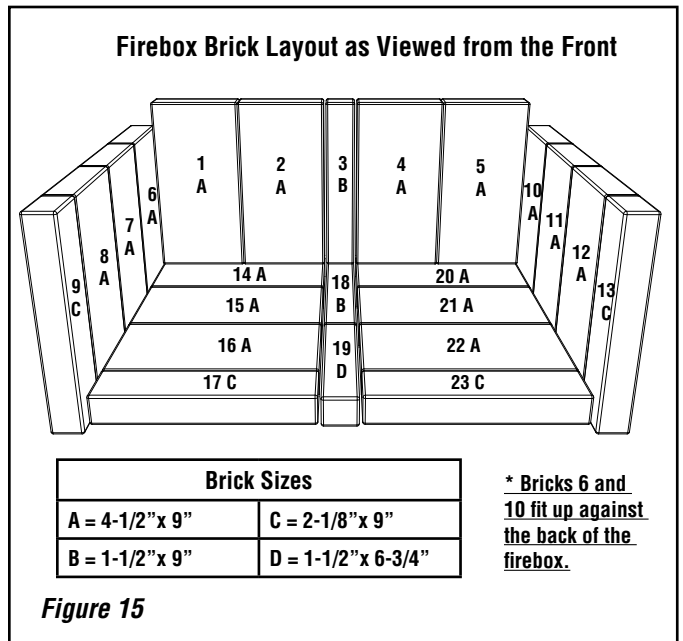 Firebox Brick Layout as Viewed from the Front
1 A
2 A
3 B
4 A
5 A
6 A
7 A
8 A
9 C
10 A
11 A
12 A
13 C
14 A
15 A
16 A
17 C
18 B
19 D
20 A
21 A
22 A
23 C
Brick Sizes
A = 4-1/2”x 9” C = 2-1/8”x 9”
B = 1-1/2”x 9” D = 1-1/2”x 6-3/4”
* Bricks 6 and
10 fit up against
the back of the
firebox.
Figure 15